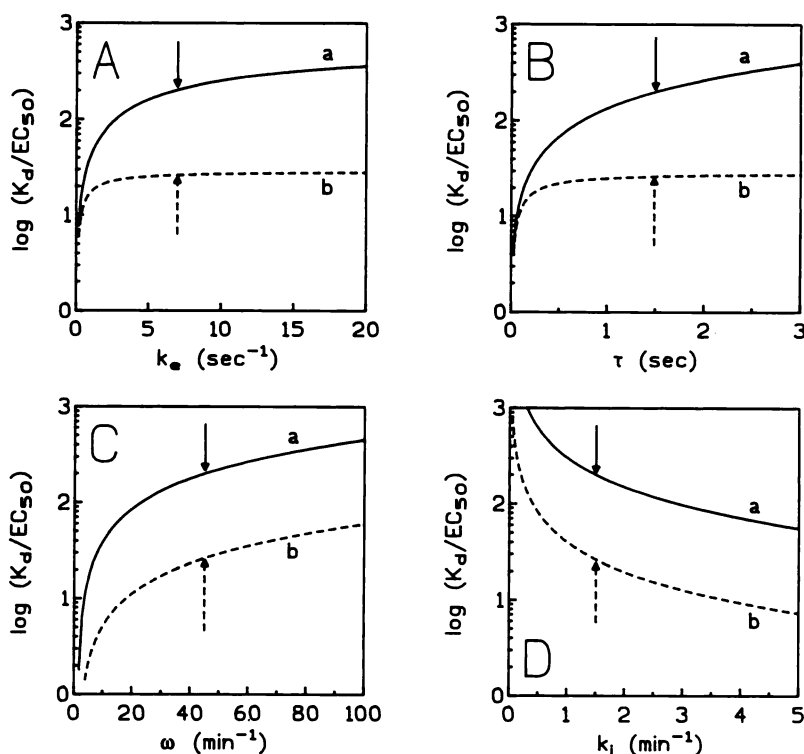 A
log (Kd/EC50)
3
2
1
0
a
b
0 5 10 15 20
ke (sec⁻¹)
B
log (Kd/EC50)
3
2
1
0
a
b
0 1 2 3
τ (sec)
C
log (Kd/EC50)
3
2
1
0
a
b
0 20 40 60 80 100
ω (min⁻¹)
D
log (Kd/EC50)
3
2
1
0
a
b
0 1 2 3 4 5
ki (min⁻¹)